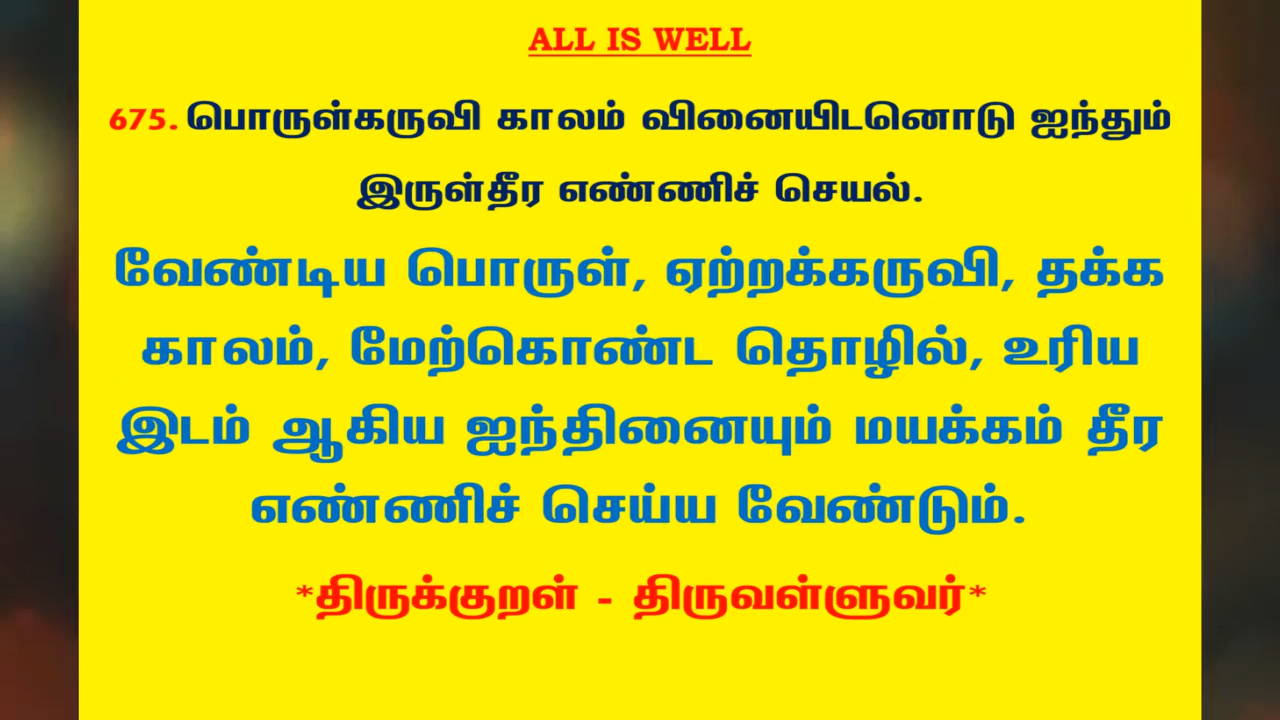 ALL IS WELL
675. பொருள்கருவி காலம் வினையிடனொடு ஐந்தும்
இருள்தீர எண்ணிச் செயல்.
வேண்டிய பொருள், ஏற்றக்கருவி, தக்க
காலம், மேற்கொண்ட தொழில், உரிய
இடம் ஆகிய ஐந்தினையும் மயக்கம் தீர
எண்ணிச் செய்ய வேண்டும்.
*திருக்குறள் - திருவள்ளுவர்*